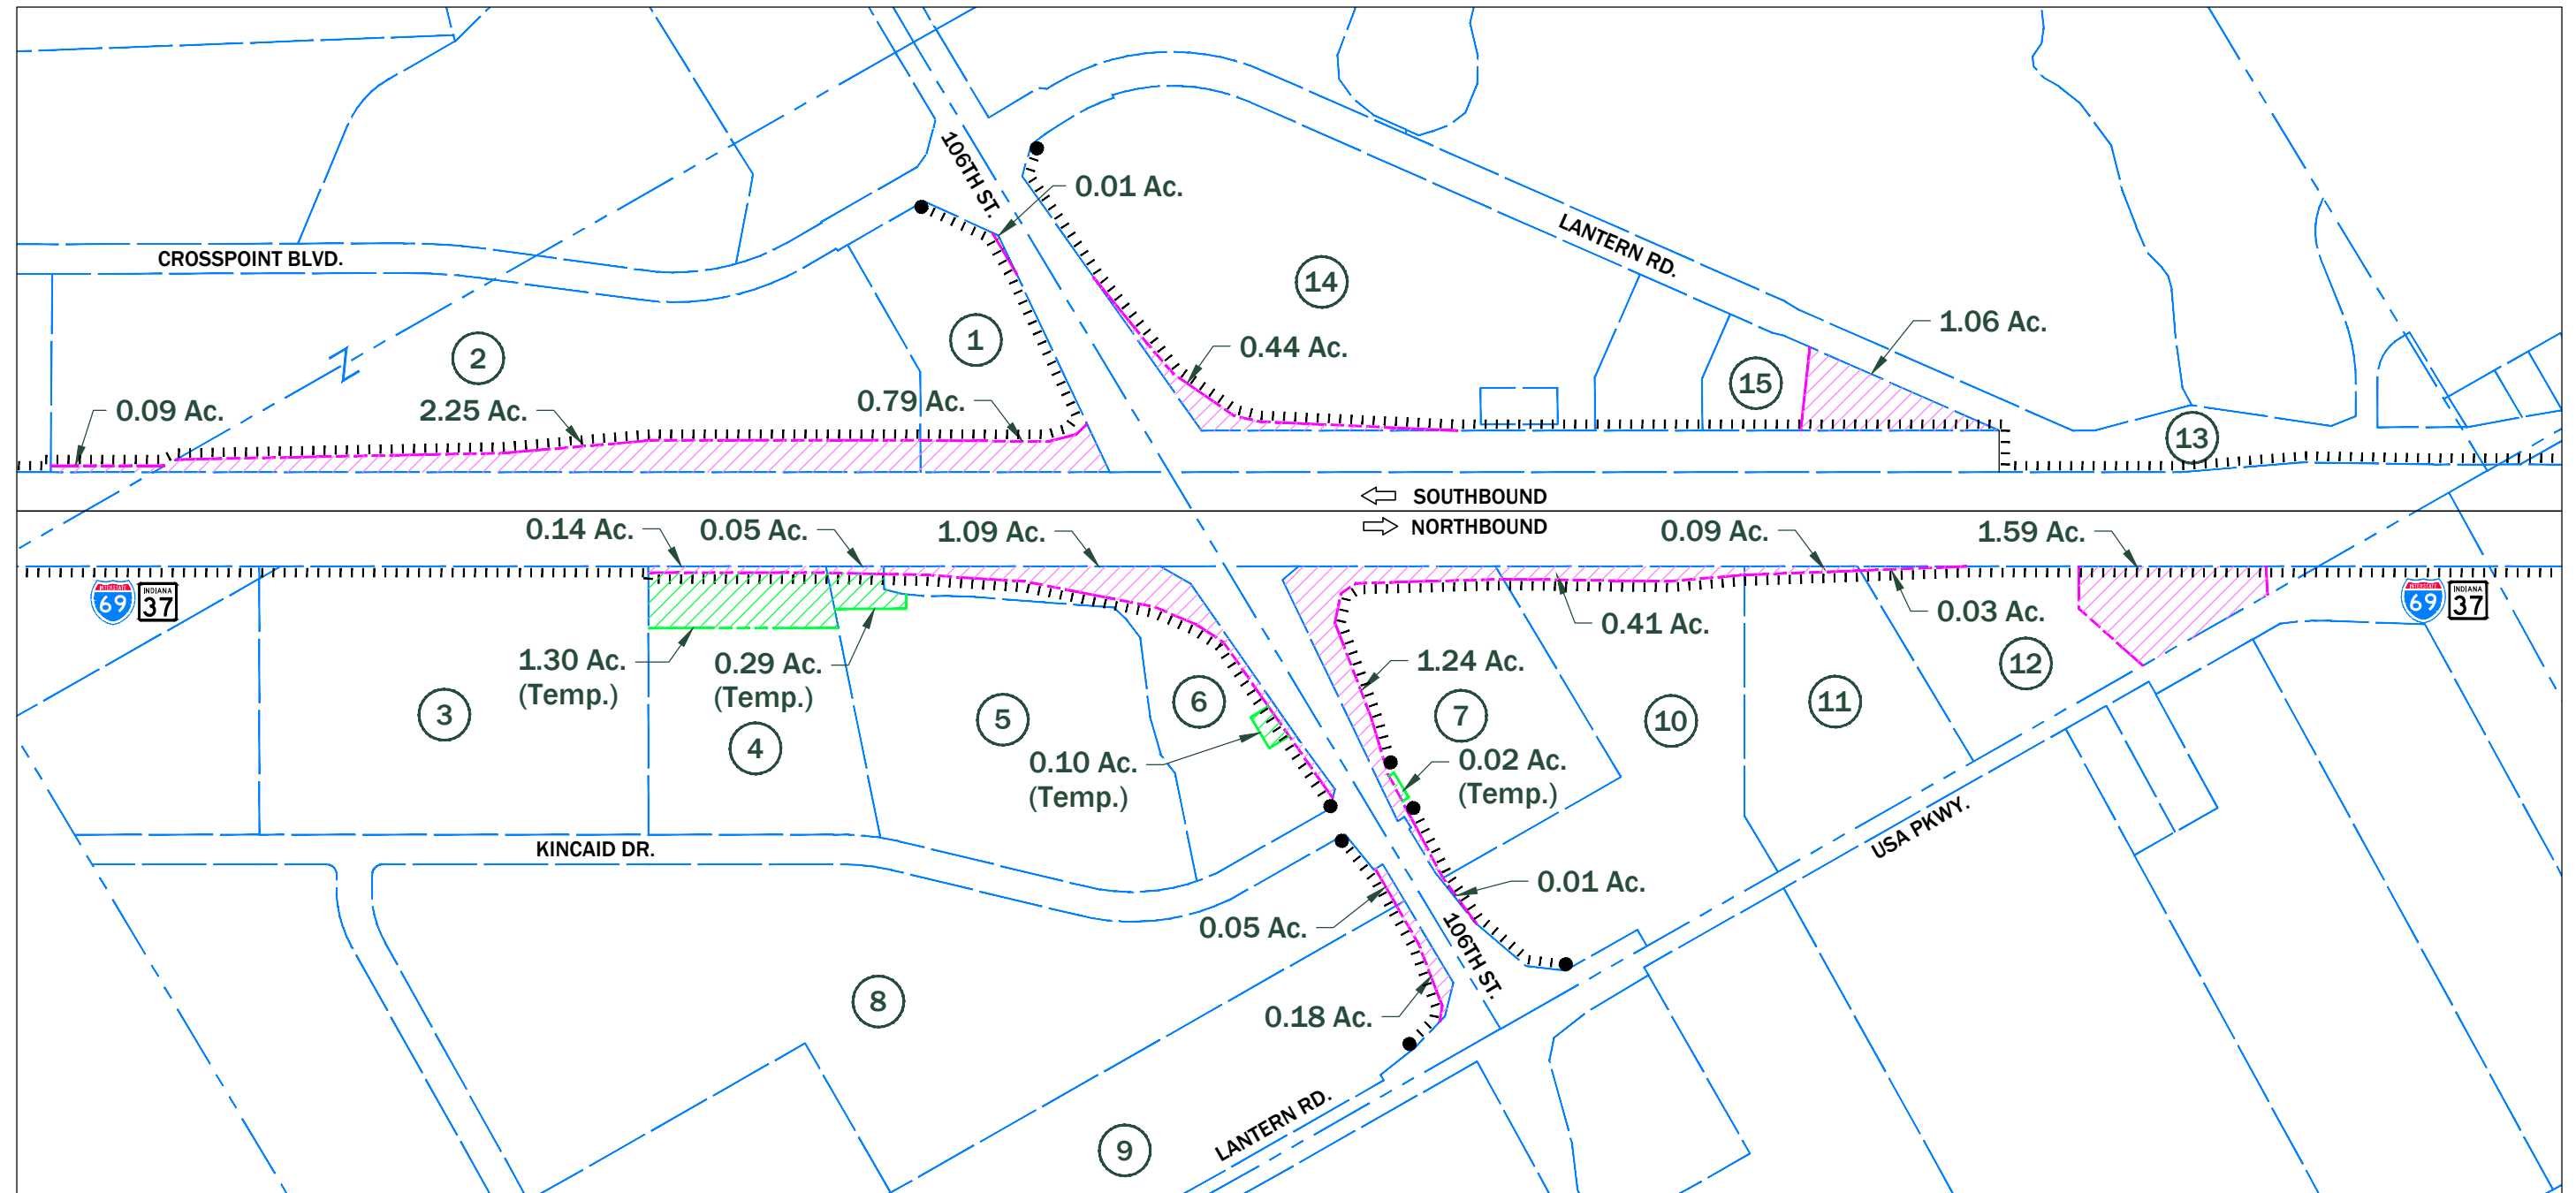 106TH ST.
0.01 Ac.
LANTERN RD.
CROSSPOINT BLVD.
14
1
2
0.44 Ac.
1.06 Ac.
15
0.09 Ac.
2.25 Ac.
0.79 Ac.
13
SOUTHBOUND
NORTHBOUND
0.14 Ac.
0.05 Ac.
1.09 Ac.
0.09 Ac.
1.59 Ac.
69
INDIANA
37
69
INDIANA
37
0.41 Ac.
0.03 Ac.
1.30 Ac.
(Temp.)
0.29 Ac.
(Temp.)
1.24 Ac.
12
3
4
5
6
7
10
11
0.10 Ac.
(Temp.)
0.02 Ac.
(Temp.)
USA PKWY.
KINCAID DR.
0.01 Ac.
0.05 Ac.
106TH ST.
8
0.18 Ac.
LANTERN RD.
9